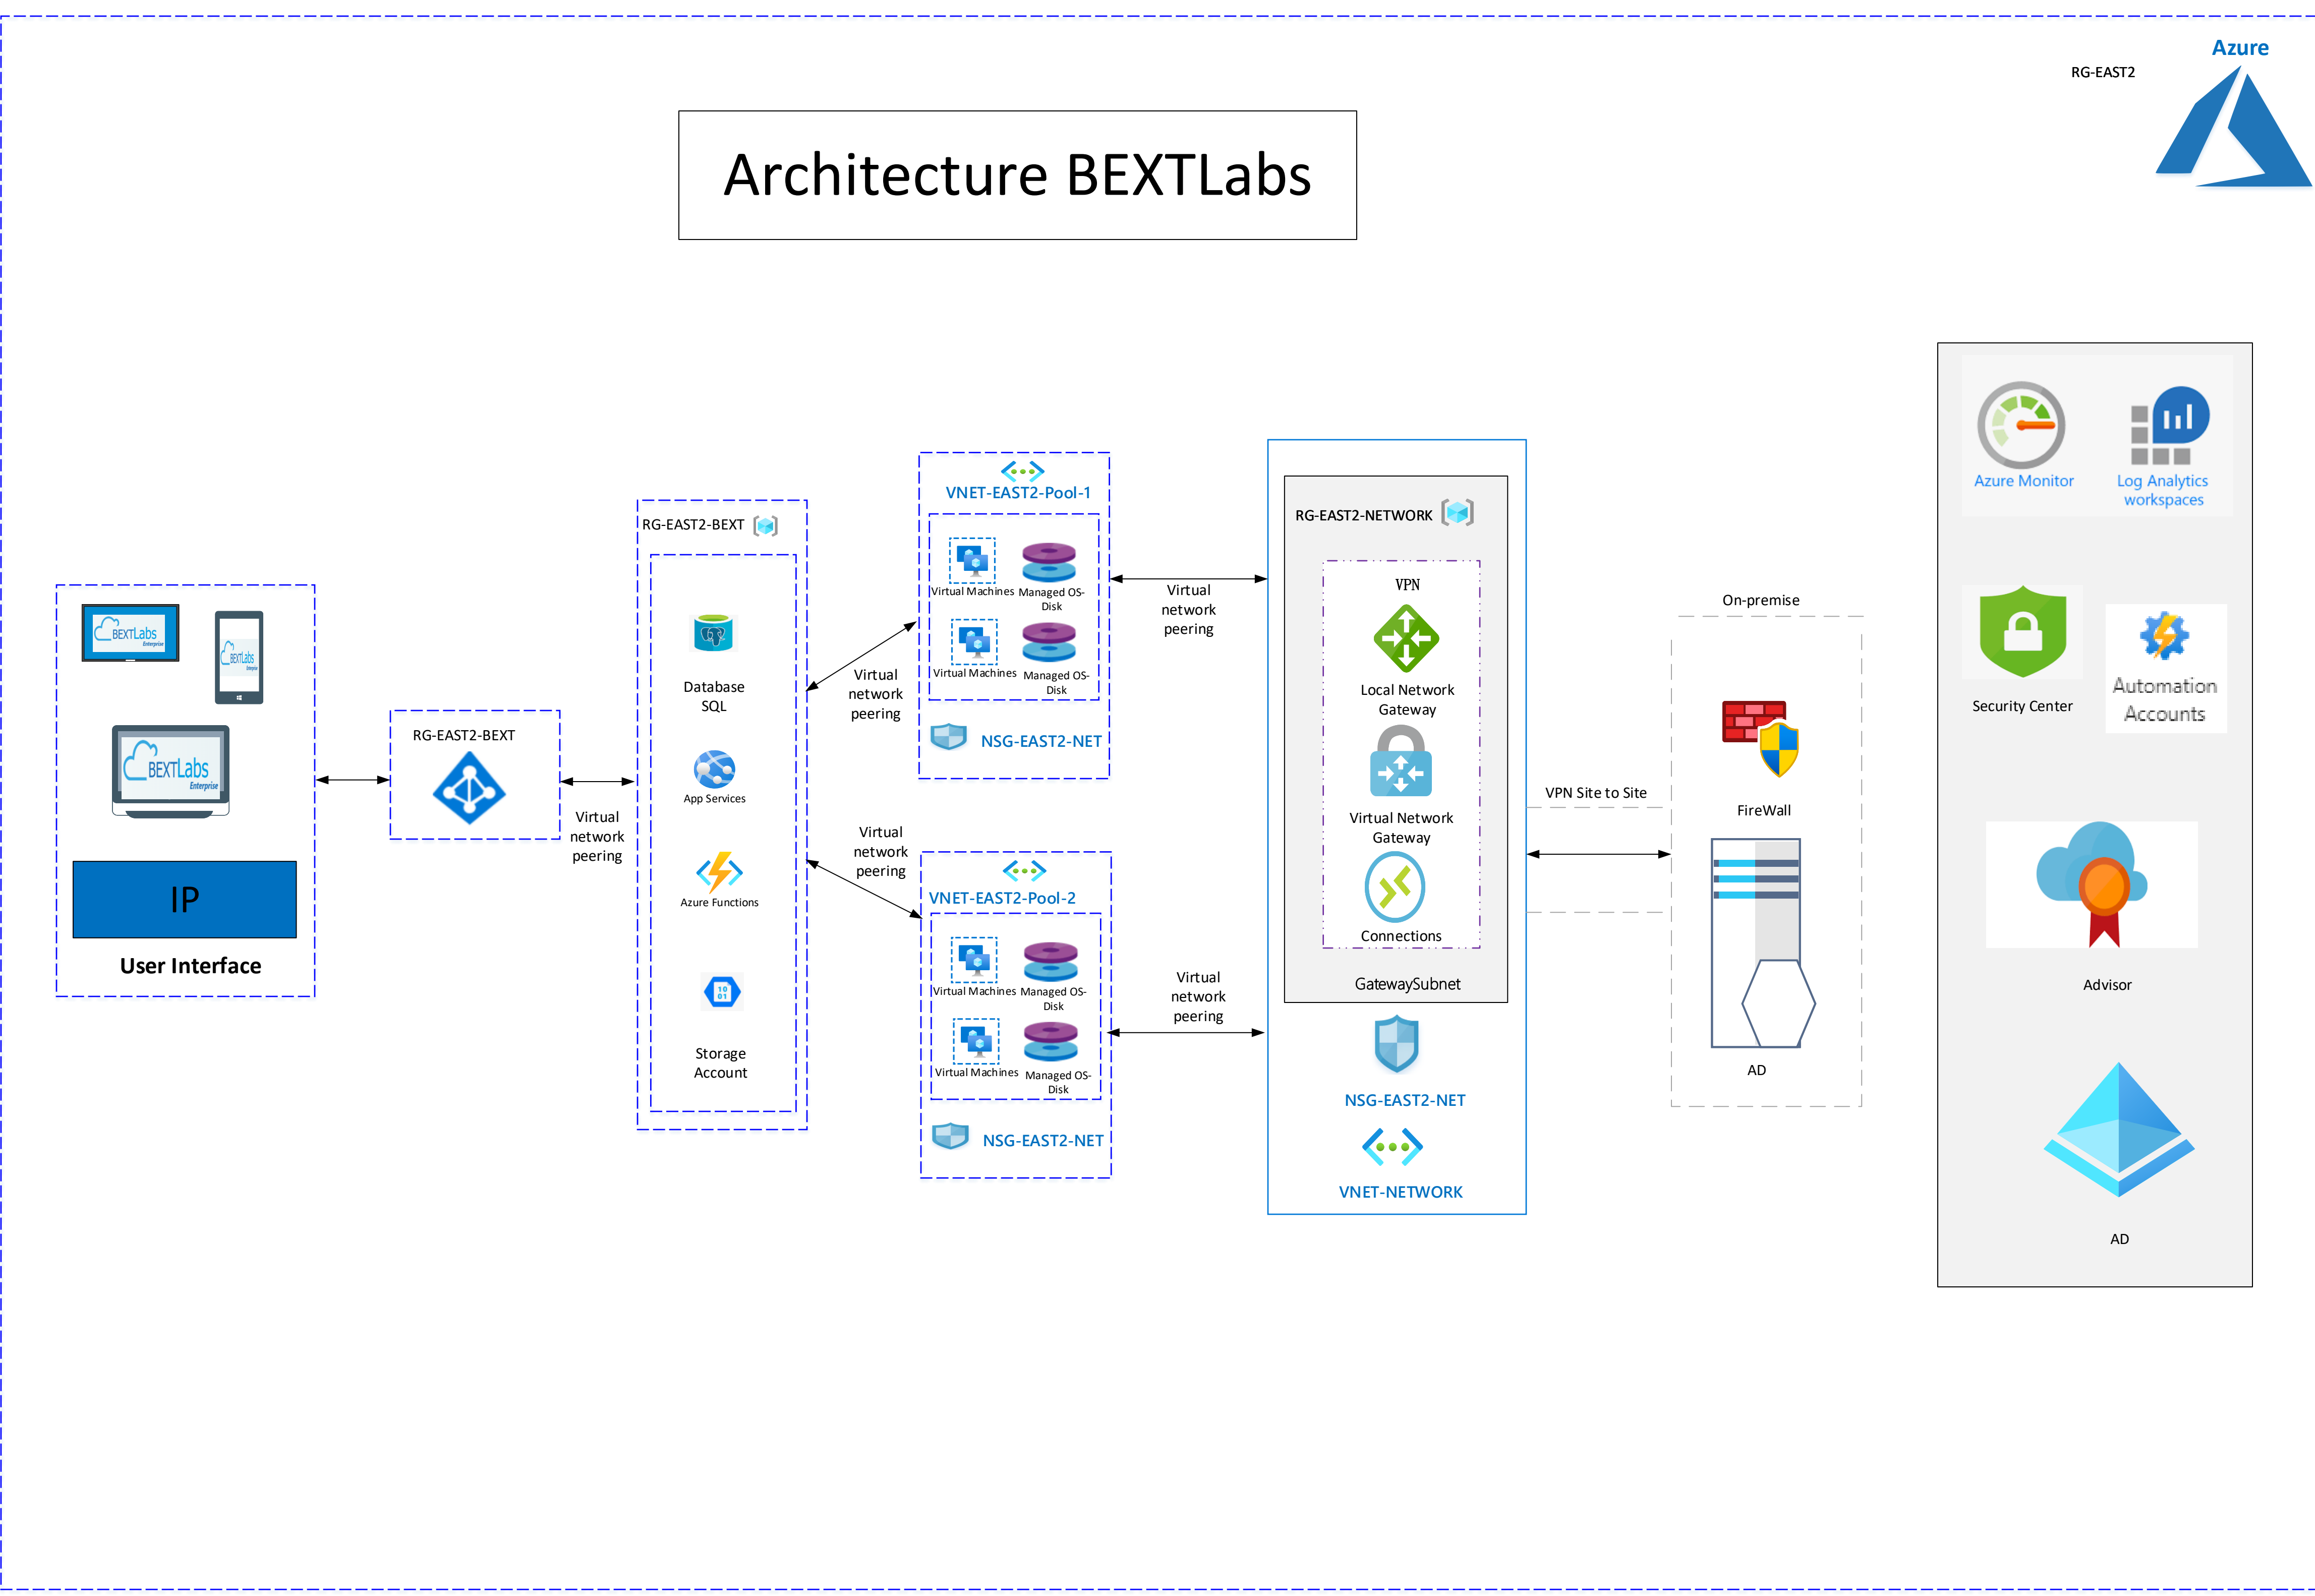 Azure
RG-EAST2
Architecture BEXTLabs
BEXTLabs
Enterprise
BEXTLabs
Enterprise
BEXTLabs
Enterprise
IP
User Interface
RG-EAST2-BEXT
Virtual
network
peering
RG-EAST2-BEXT
Database
SQL
App Services
Azure Functions
10
01
Storage
Account
Virtual
network
peering
Virtual
network
peering
VNET-EAST2-Pool-1
Virtual Machines
Managed OS-
Disk
Virtual Machines
Managed OS-
Disk
NSG-EAST2-NET
VNET-EAST2-Pool-2
Virtual Machines
Managed OS-
Disk
Virtual Machines
Managed OS-
Disk
NSG-EAST2-NET
Virtual
network
peering
Virtual
network
peering
RG-EAST2-NETWORK
VPN
Local Network
Gateway
Virtual Network
Gateway
Connections
GatewaySubnet
NSG-EAST2-NET
VNET-NETWORK
VPN Site to Site
On-premise
FireWall
AD
Azure Monitor
Log Analytics
workspaces
Security Center
Automation
Accounts
Advisor
AD